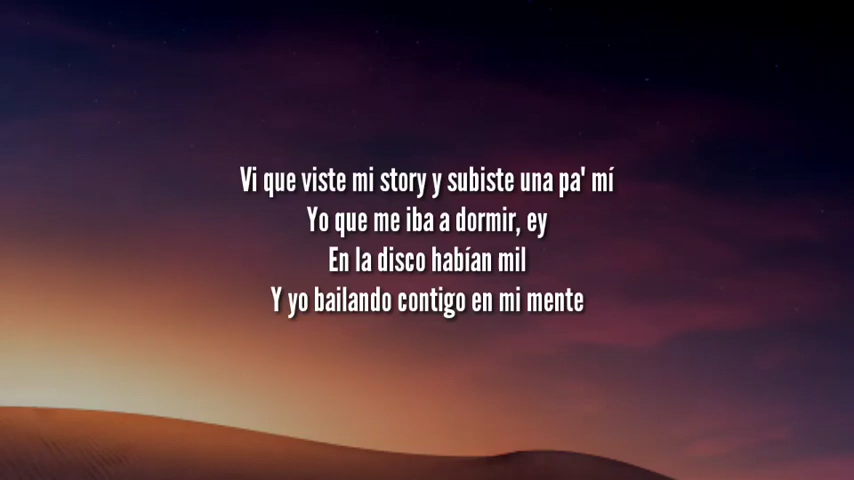 Vi que viste mi story y subiste una pa' mí
Yo que me iba a dormir, ey
En la disco habían mil
Y yo bailando contigo en mi mente